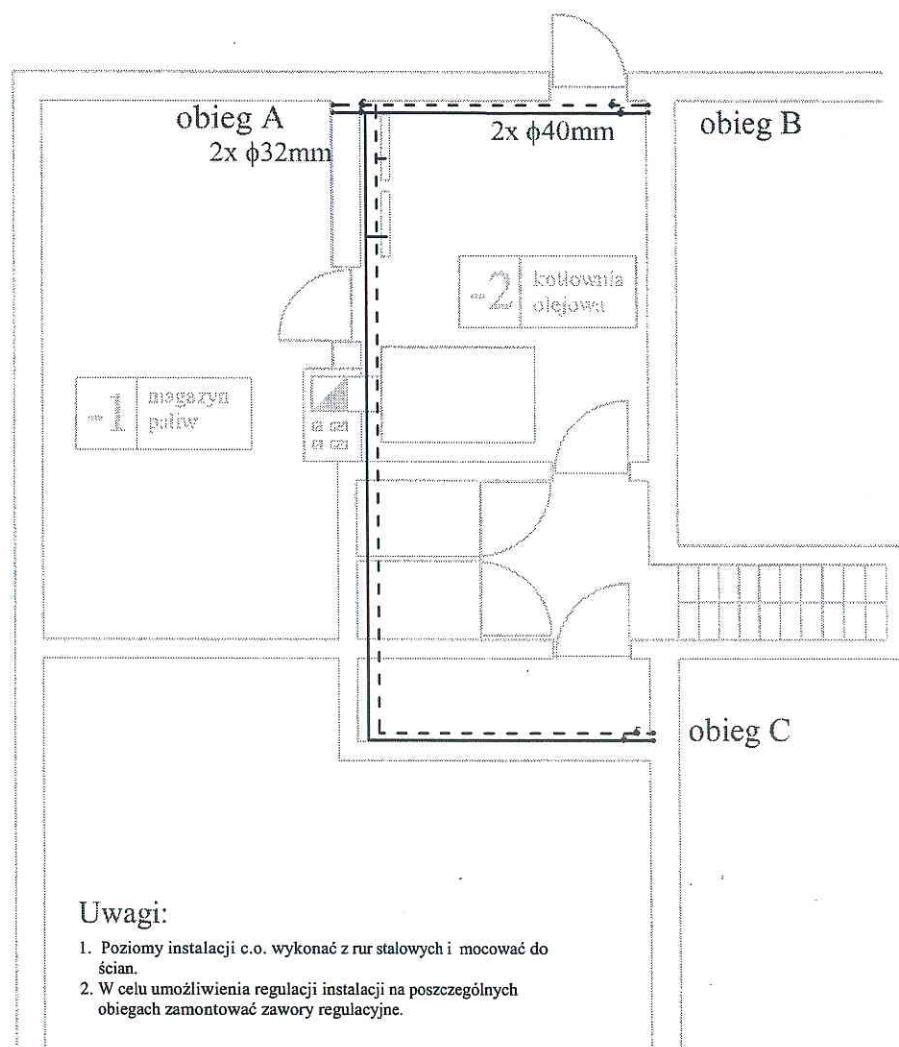 obieg A
2x ϕ32mm
2x ϕ40mm
obieg B
-2
kotłownia
olejowa
-1
magazyn
paliw
obieg C
Uwagi:
1. Poziomy instalacji c.o. wykonać z rur stalowych i mocować do
ścian.
2. W celu umożliwienia regulacji instalacji na poszczególnych
obiegach zamontować zawory regulacyjne.